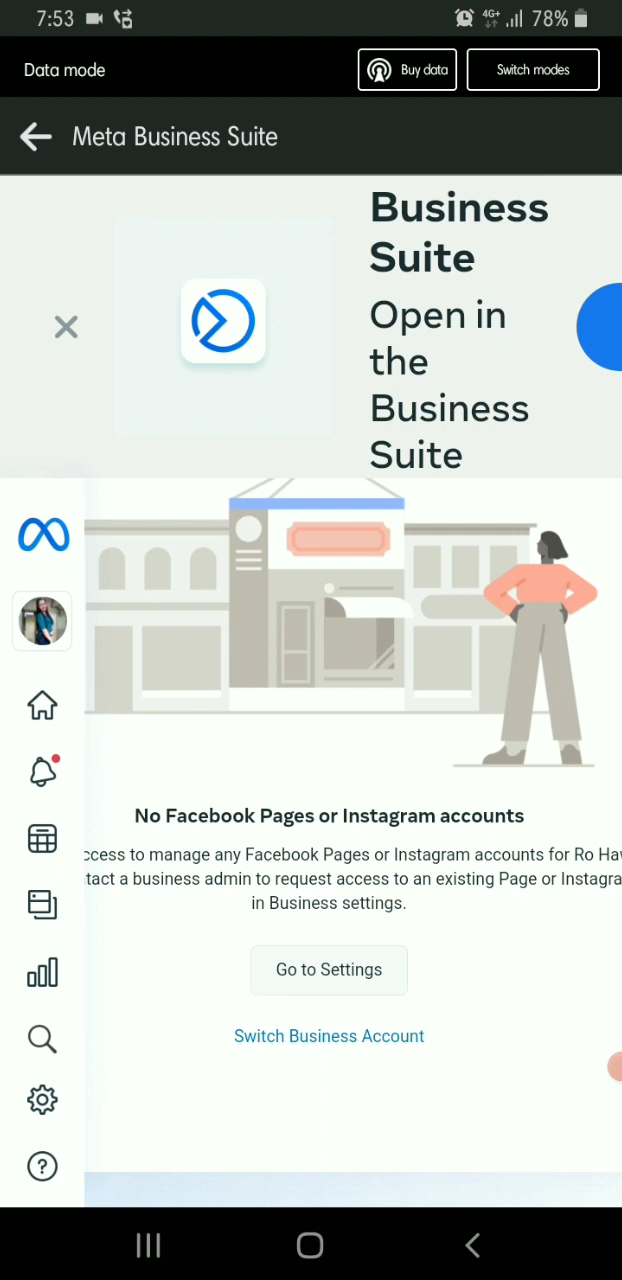 7:53 4G+ 78%
Data mode Buy data Switch modes
Meta Business Suite
Business
Suite
Open in
the
Business
Suite
No Facebook Pages or Instagram accounts
to manage any Facebook Pages or Instagram accounts for Ro
a business admin to request access to an existing Page or
in Business settings.
Go to Settings
Switch Business Account